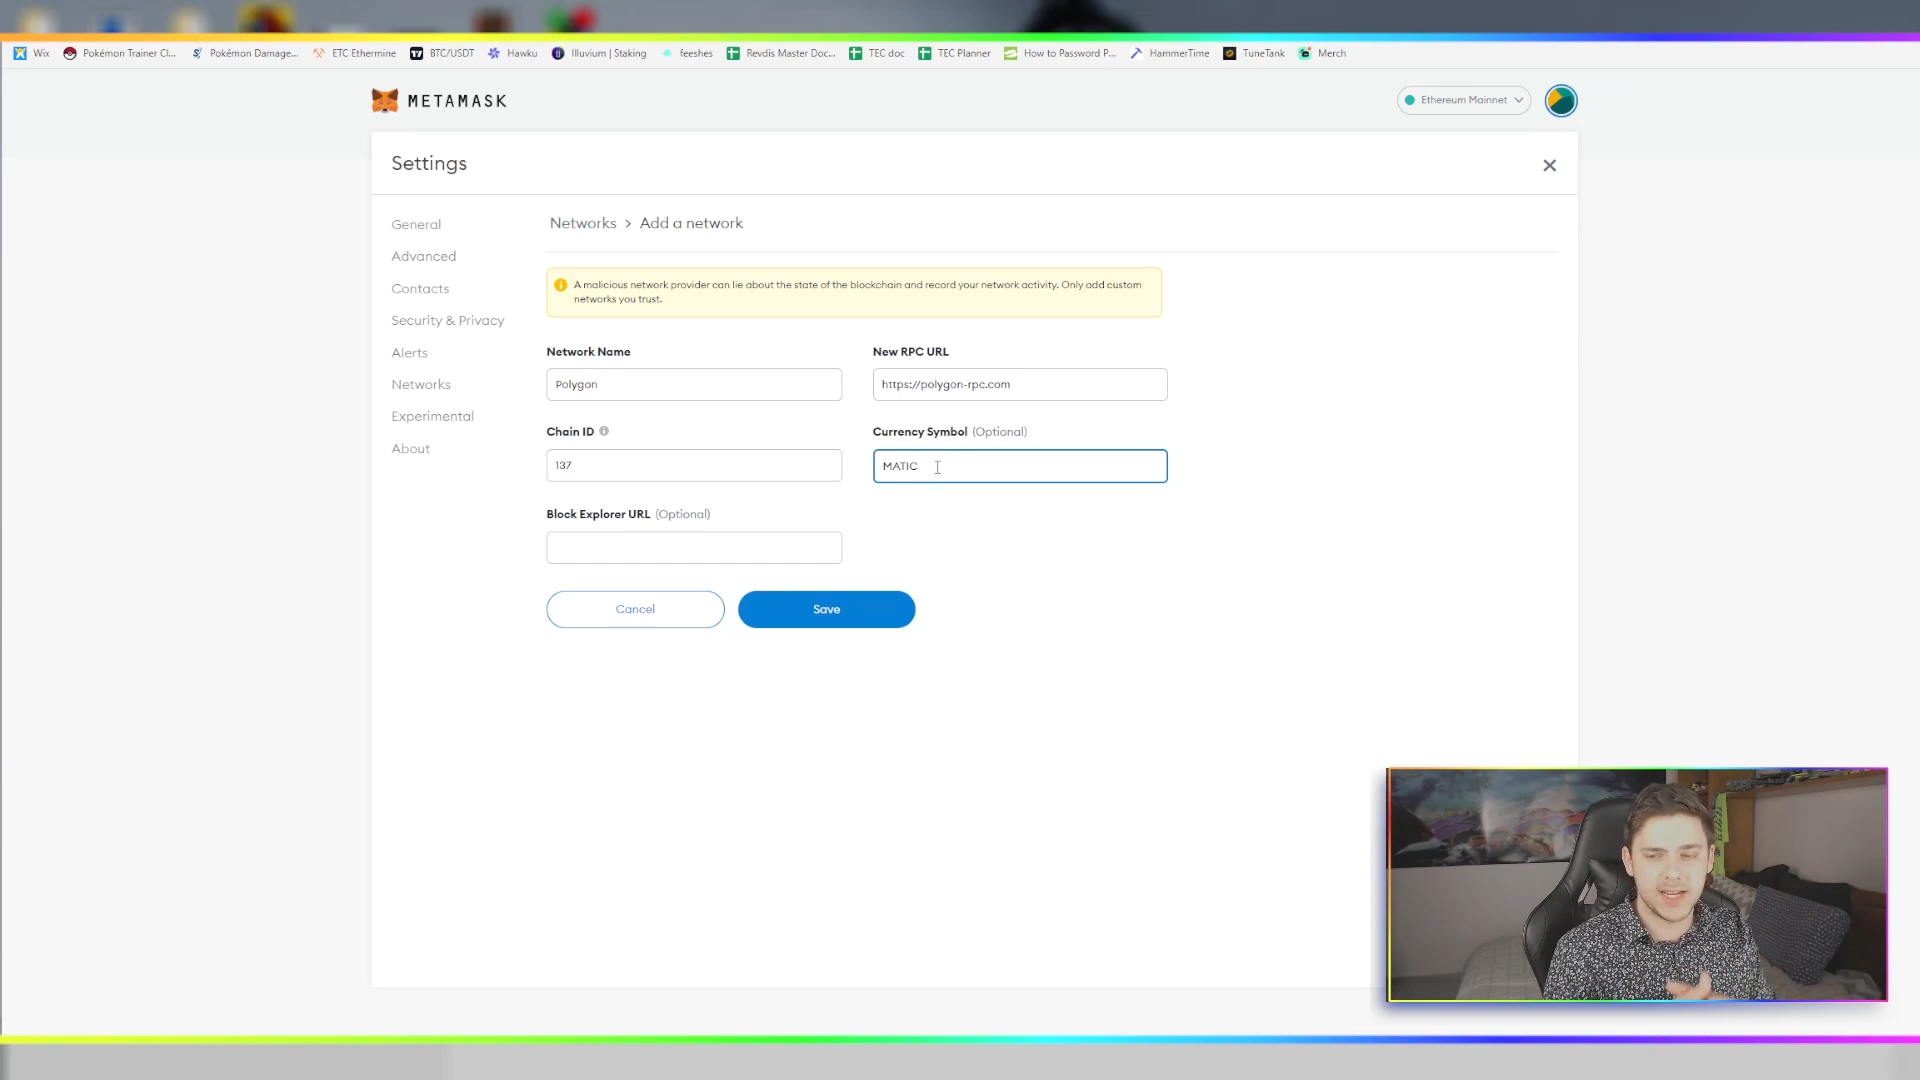 Wix
Pokémon Trainer Cl...
Pokémon Damage...
ETC Ethermine
BTC/USDT
Hawku
Illuvium | Staking
feeshes
Revdis Master Doc...
TEC doc
TEC Planner
How to Password P...
HammerTime
TuneTank
Merch
METAMASK
Ethereum Mainnet
Settings
General
Advanced
Contacts
Security & Privacy
Alerts
Networks
Experimental
About
Networks > Add a network
A malicious network provider can lie about the state of the blockchain and record your network activity. Only add custom
networks you trust.
Network Name
Polygon
New RPC URL
https://polygon-rpc.com
Chain ID
137
Currency Symbol (Optional)
MATIC
Block Explorer URL (Optional)
Cancel
Save